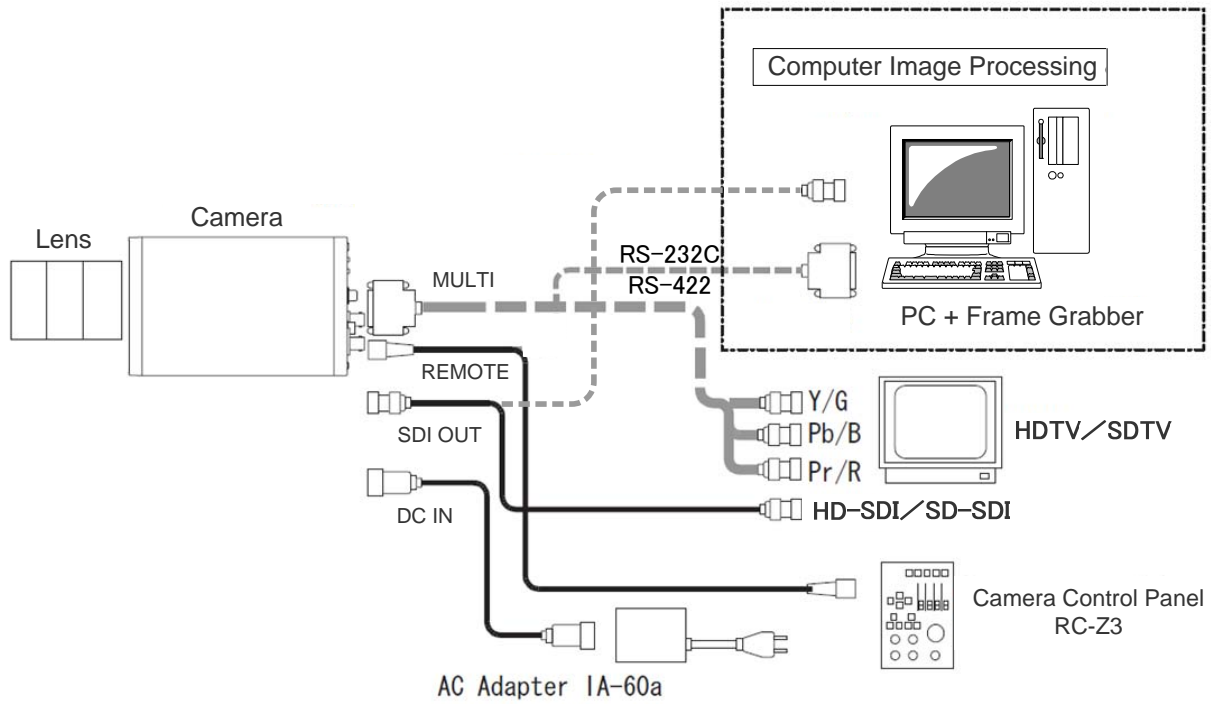 Computer Image Processing
Camera
Lens
MULTI
RS-232C
RS-422
PC + Frame Grabber
REMOTE
Y/G
SDI OUT
Pb/B
HDTV／SDTV
Pr/R
DC IN
HD-SDI／SD-SDI
Camera Control Panel
RC-Z3
AC Adapter IA-60a